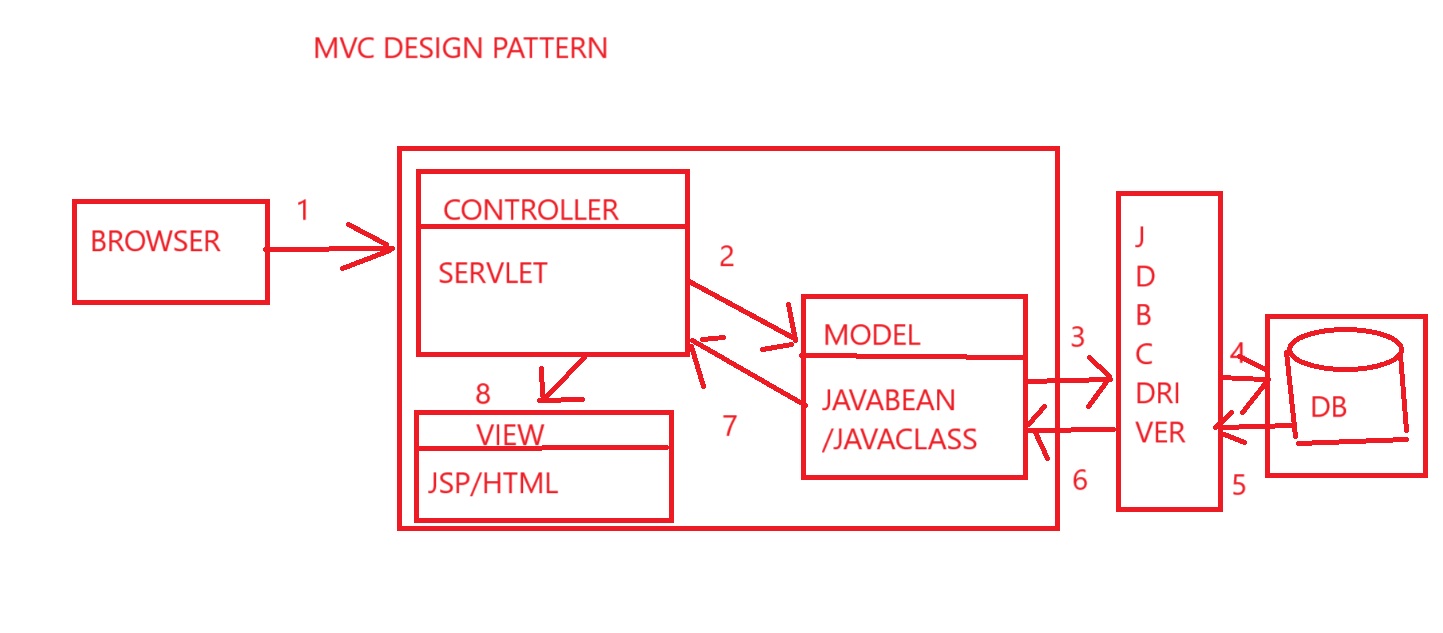 MVC DESIGN PATTERN
BROWSER
1
CONTROLLER
SERVLET
2
MODEL
JAVABEAN
/JAVACLASS
3
J
D
B
C
DRI
VER
4
DB
5
6
7
8
VIEW
JSP/HTML